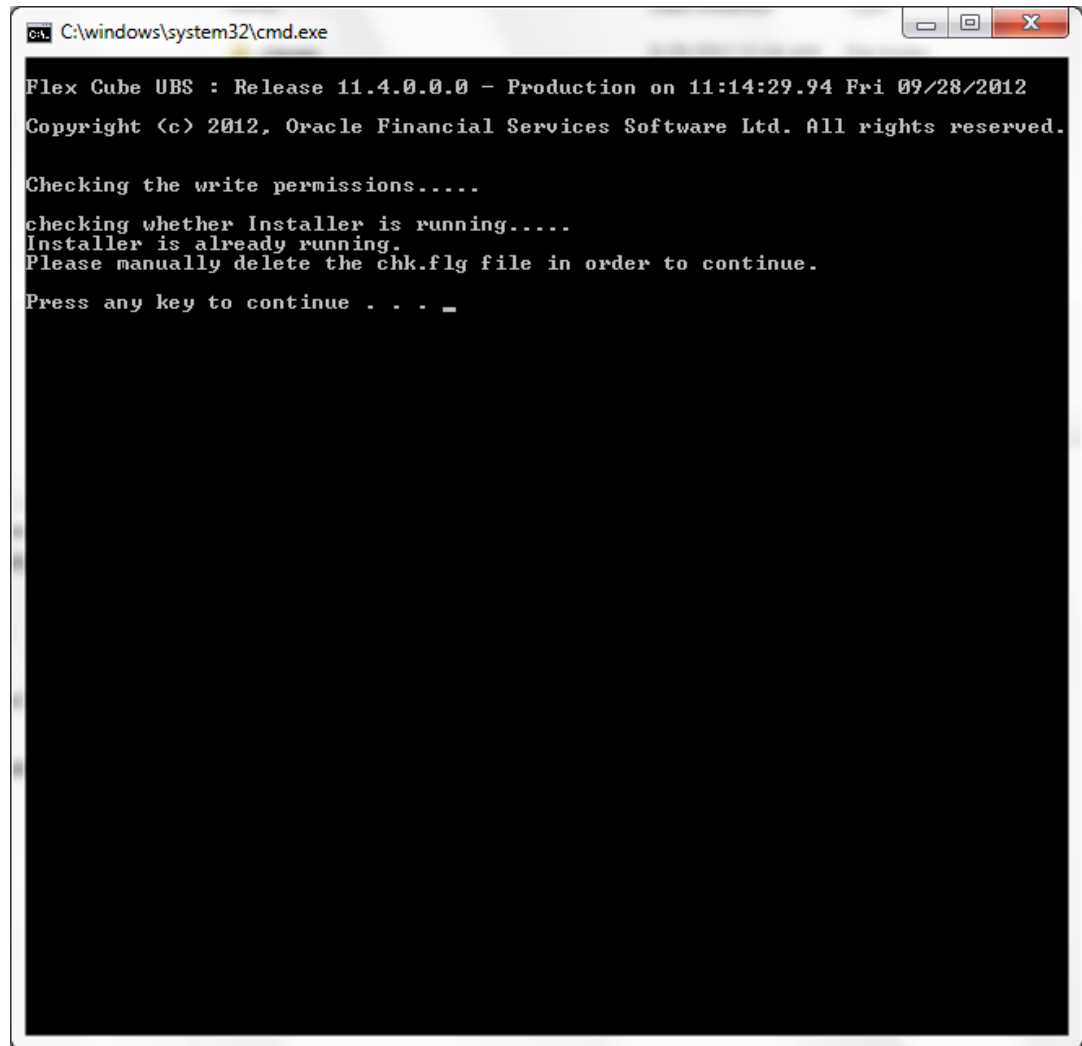 C:\windows\system32\cmd.exe
Flex Cube UBS : Release 11.4.0.0.0 - Production on 11:14:29.94 Fri 09/28/2012
Copyright (c) 2012, Oracle Financial Services Software Ltd. All rights reserved.
Checking the write permissions.....
checking whether Installer is running.....
Installer is already running.
Please manually delete the chk.flg file in order to continue.
Press any key to continue . . . _